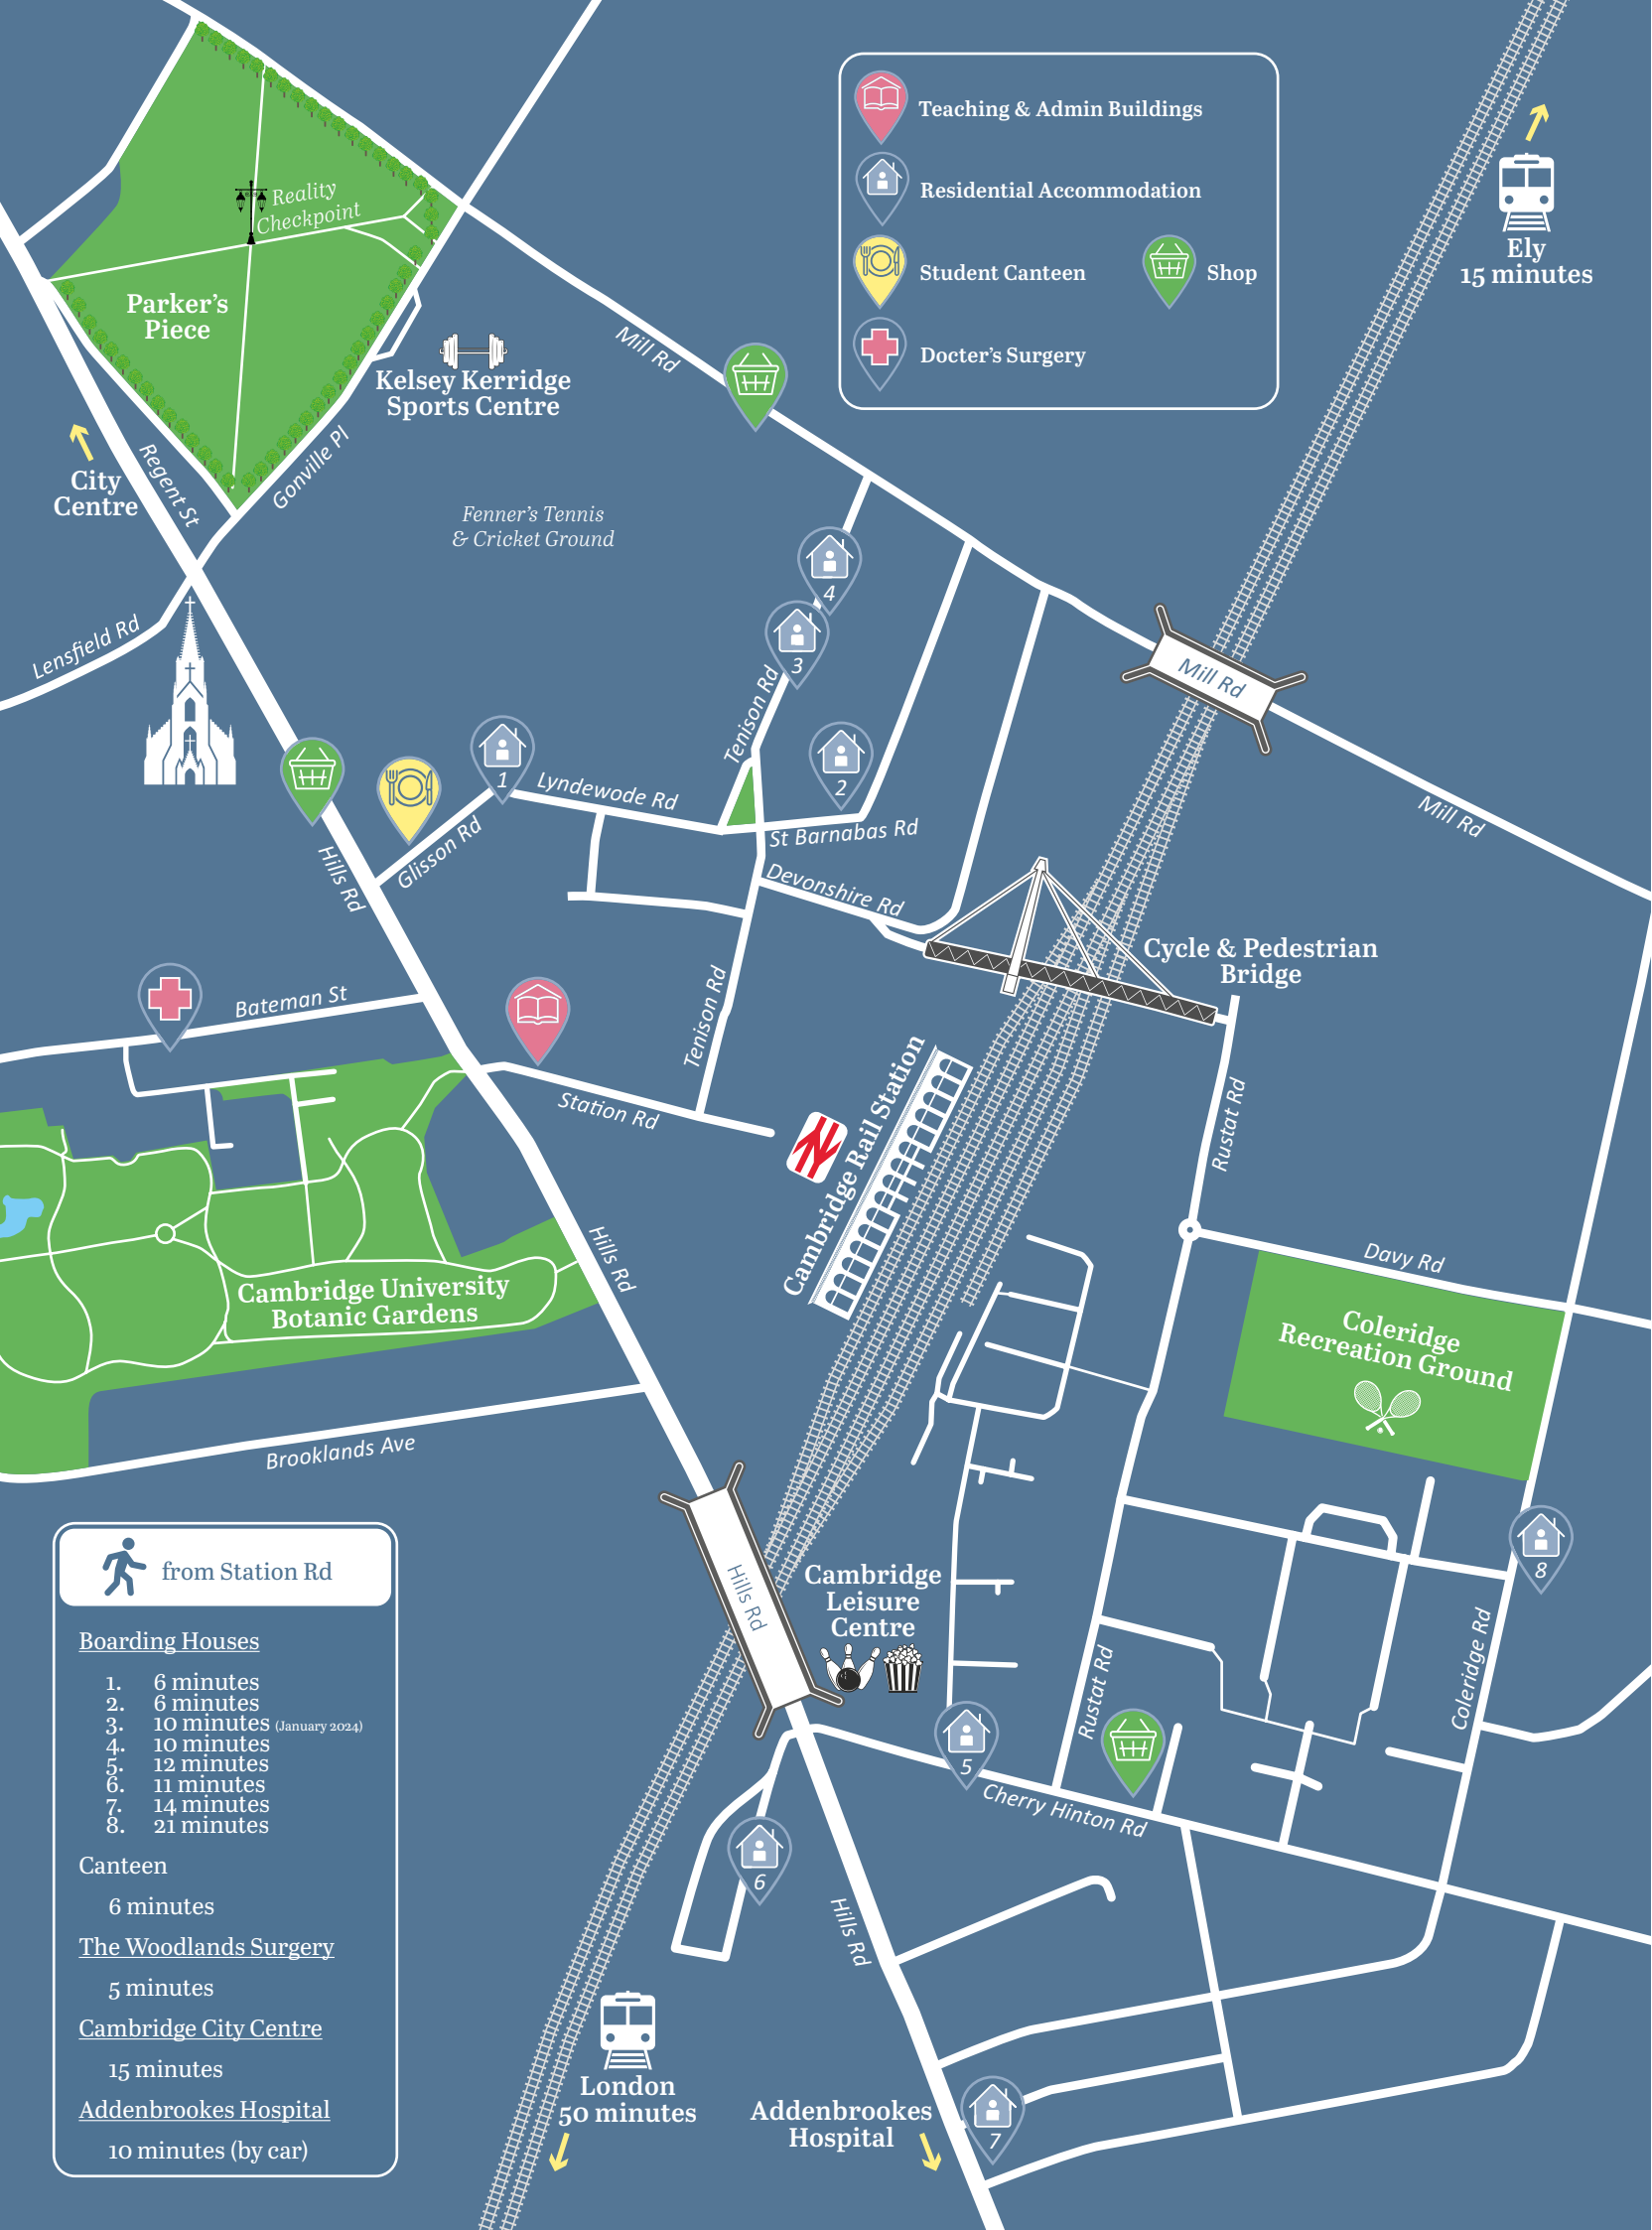 Teaching & Admin Buildings
Residential Accommodation
Student Canteen
Shop
Docter's Surgery
Ely
15 minutes
Reality
Checkpoint
Parker's
Piece
Kelsey Kerridge
Sports Centre
Mill Rd
City
Centre
Regent St
Gonville Pl
Fenner's Tennis
& Cricket Ground
Lensfield Rd
4
3
Tenison Rd
Mill Rd
Mill Rd
1
2
Lyndewode Rd
St Barnabas Rd
Glisson Rd
Hills Rd
Devonshire Rd
Cycle & Pedestrian
Bridge
Bateman St
Tenison Rd
Station Rd
Cambridge Rail Station
Rustat Rd
Davy Rd
Hills Rd
Cambridge University
Botanic Gardens
Coleridge
Recreation Ground
Brooklands Ave
Hills Rd
Cambridge
Leisure
Centre
8
Rustat Rd
Coleridge Rd
5
Cherry Hinton Rd
6
Hills Rd
London
50 minutes
Addenbrookes
Hospital
7
from Station Rd
Boarding Houses
1. 6 minutes
2. 6 minutes
3. 10 minutes (January 2024)
4. 10 minutes
5. 12 minutes
6. 11 minutes
7. 14 minutes
8. 21 minutes
Canteen
6 minutes
The Woodlands Surgery
5 minutes
Cambridge City Centre
15 minutes
Addenbrookes Hospital
10 minutes (by car)